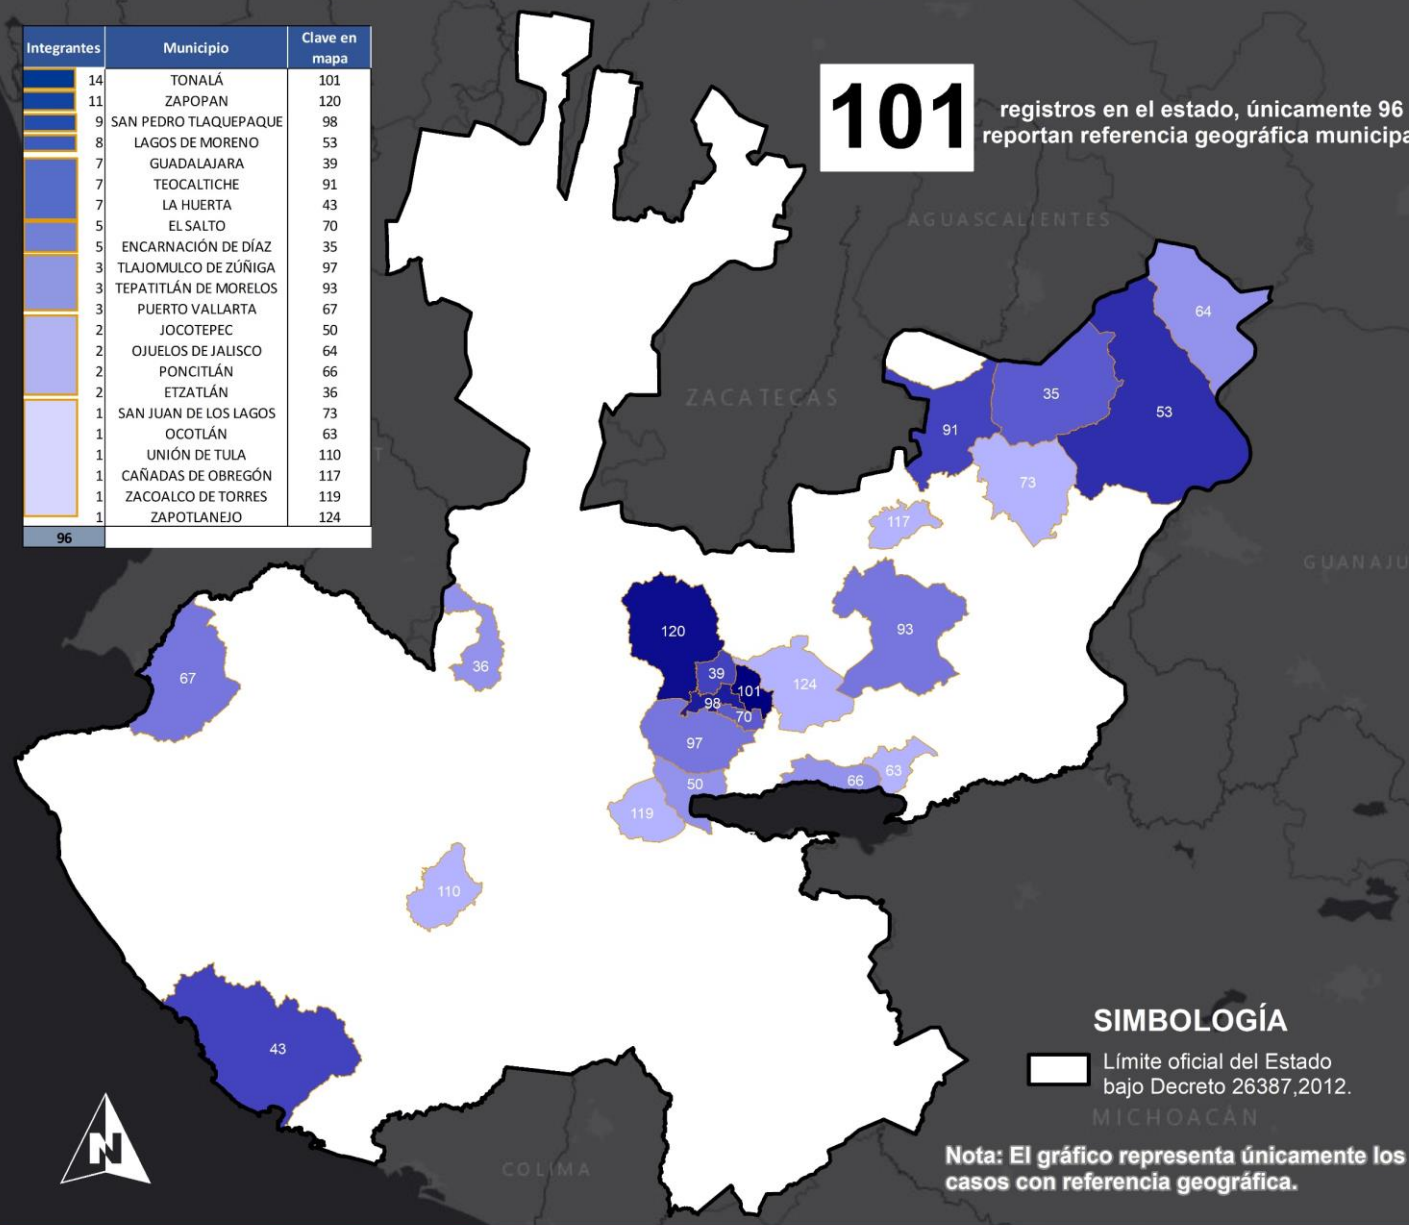 Integrantes Municipio Clave en mapa
14 TONALÁ 101
11 ZAPOPAN 120
9 SAN PEDRO TLAQUEPAQUE 98
8 LAGOS DE MORENO 53
7 GUADALAJARA 39
7 TEOCALTICHE 91
7 LA HUERTA 43
5 EL SALTO 70
5 ENCARNACIÓN DE DÍAZ 35
3 TLAJOMULCO DE ZÚÑIGA 97
3 TEPATITLÁN DE MORELOS 93
3 PUERTO VALLARTA 67
2 JOCOTEPEC 50
2 OJUELOS DE JALISCO 64
2 PONCITLÁN 66
2 ETZATLÁN 36
1 SAN JUAN DE LOS LAGOS 73
1 OCOTLÁN 63
1 UNIÓN DE TULA 110
1 CAÑADAS DE OBREGÓN 117
1 ZACOALCO DE TORRES 119
1 ZAPOTLANEJO 124
96
101
registros en el estado, únicamente 96
reportan referencia geográfica municipa
AGUASCALIENTES
64
ZACATECAS
35
53
91
73
117
GUANAJU
T
120
93
36
67
39
124
101
98
70
97
63
66
50
119
110
43
SIMBOLOGÍA
Límite oficial del Estado
bajo Decreto 26387,2012.
MICHOACÁN
N
COLIMA
Nota: El gráfico representa únicamente los
casos con referencia geográfica.